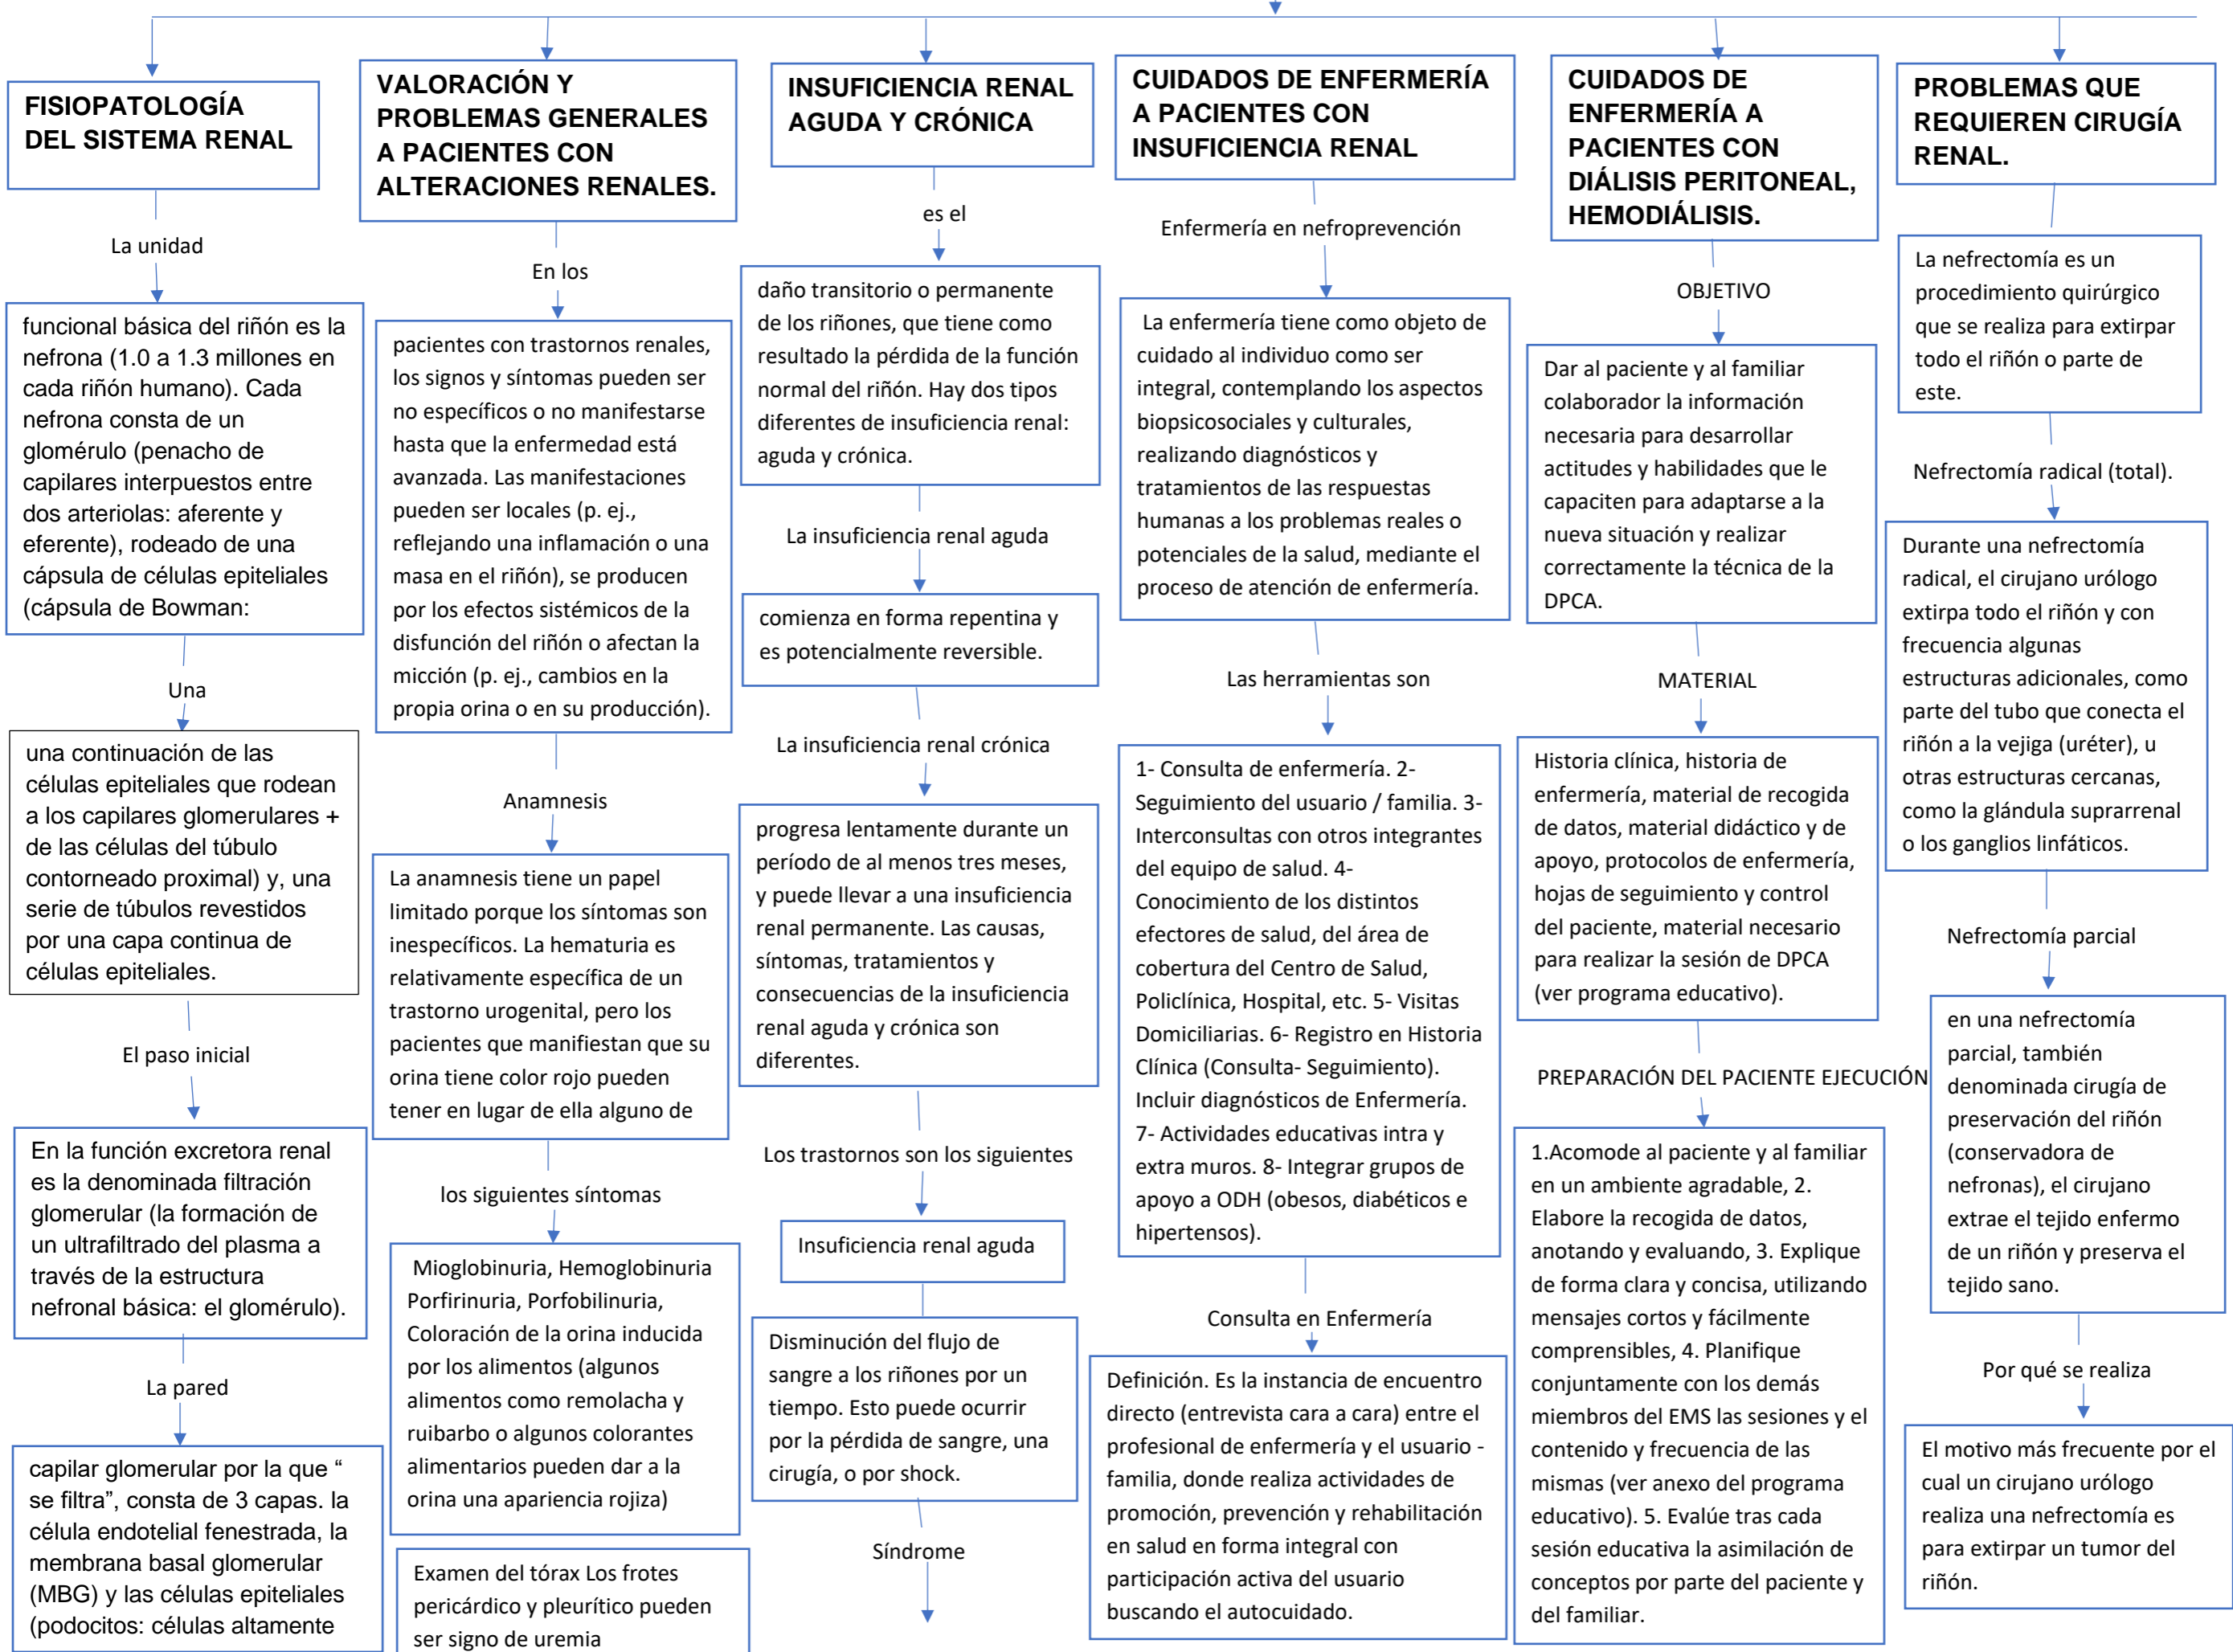 FISIOPATOLOGÍA
DEL SISTEMA RENAL
La unidad
funcional básica del riñón es la
nefrona (1.0 a 1.3 millones en
cada riñón humano). Cada
nefrona consta de un
glomérulo (penacho de
capilares interpuestos entre
dos arteriolas: aferente y
eferente), rodeado de una
cápsula de células epiteliales
(cápsula de Bowman:
Una
una continuación de las
células epiteliales que rodean
a los capilares glomerulares +
de las células del túbulo
contorneado proximal) y, una
serie de túbulos revestidos
por una capa continua de
células epiteliales.
El paso inicial
En la función excretora renal
es la denominada filtración
glomerular (la formación de
un ultrafiltrado del plasma a
través de la estructura
nefronal básica: el glomérulo).
La pared
capilar glomerular por la que “
se filtra”, consta de 3 capas. la
célula endotelial fenestrada, la
membrana basal glomerular
(MBG) y las células epiteliales
(podocitos: células altamente
VALORACIÓN Y
PROBLEMAS GENERALES
A PACIENTES CON
ALTERACIONES RENALES.
En los
pacientes con trastornos renales,
los signos y síntomas pueden ser
no específicos o no manifestarse
hasta que la enfermedad está
avanzada. Las manifestaciones
pueden ser locales (p. ej.,
reflejando una inflamación o una
masa en el riñón), se producen
por los efectos sistémicos de la
disfunción del riñón o afectan la
micción (p. ej., cambios en la
propia orina o en su producción).
Anamnesis
La anamnesis tiene un papel
limitado porque los síntomas son
inespecíficos. La hematuria es
relativamente específica de un
trastorno urogenital, pero los
pacientes que manifiestan que su
orina tiene color rojo pueden
tener en lugar de ella alguno de
los siguientes síntomas
Mioglobinuria, Hemoglobinuria
Porfirinuria, Porfobilinuria,
Coloración de la orina inducida
por los alimentos (algunos
alimentos como remolacha y
ruibarbo o algunos colorantes
alimentarios pueden dar a la
orina una apariencia rojiza)
Examen del tórax Los frotes
pericárdico y pleurítico pueden
ser signo de uremia
INSUFICIENCIA RENAL
AGUDA Y CRÓNICA
es el
daño transitorio o permanente
de los riñones, que tiene como
resultado la pérdida de la función
normal del riñón. Hay dos tipos
diferentes de insuficiencia renal:
aguda y crónica.
La insuficiencia renal aguda
comienza en forma repentina y
es potencialmente reversible.
La insuficiencia renal crónica
progresa lentamente durante un
período de al menos tres meses,
y puede llevar a una insuficiencia
renal permanente. Las causas,
síntomas, tratamientos y
consecuencias de la insuficiencia
renal aguda y crónica son
diferentes.
Los trastornos son los siguientes
Insuficiencia renal aguda
Disminución del flujo de
sangre a los riñones por un
tiempo. Esto puede ocurrir
por la pérdida de sangre, una
cirugía, o por shock.
Síndrome
CUIDADOS DE ENFERMERÍA
A PACIENTES CON
INSUFICIENCIA RENAL
Enfermería en nefroprevención
La enfermería tiene como objeto de
cuidado al individuo como ser
integral, contemplando los aspectos
biopsicosociales y culturales,
realizando diagnósticos y
tratamientos de las respuestas
humanas a los problemas reales o
potenciales de la salud, mediante el
proceso de atención de enfermería.
Las herramientas son
1- Consulta de enfermería. 2-
Seguimiento del usuario / familia. 3-
Interconsultas con otros integrantes
del equipo de salud. 4-
Conocimiento de los distintos
efectores de salud, del área de
cobertura del Centro de Salud,
Policlínica, Hospital, etc. 5- Visitas
Domiciliarias. 6- Registro en Historia
Clínica (Consulta- Seguimiento).
Incluir diagnósticos de Enfermería.
7- Actividades educativas intra y
extra muros. 8- Integrar grupos de
apoyo a ODH (obesos, diabéticos e
hipertensos).
Consulta en Enfermería
Definición. Es la instancia de encuentro
directo (entrevista cara a cara) entre el
profesional de enfermería y el usuario -
familia, donde realiza actividades de
promoción, prevención y rehabilitación
en salud en forma integral con
participación activa del usuario
buscando el autocuidado.
CUIDADOS DE
ENFERMERÍA A
PACIENTES CON
DIÁLISIS PERITONEAL,
HEMODIÁLISIS.
OBJETIVO
Dar al paciente y al familiar
colaborador la información
necesaria para desarrollar
actitudes y habilidades que le
capaciten para adaptarse a la
nueva situación y realizar
correctamente la técnica de la
DPCA.
MATERIAL
Historia clínica, historia de
enfermería, material de recogida
de datos, material didáctico y de
apoyo, protocolos de enfermería,
hojas de seguimiento y control
del paciente, material necesario
para realizar la sesión de DPCA
(ver programa educativo).
PREPARACIÓN DEL PACIENTE EJECUCIÓN
1.Acomode al paciente y al familiar
en un ambiente agradable, 2.
Elabore la recogida de datos,
anotando y evaluando, 3. Explique
de forma clara y concisa, utilizando
mensajes cortos y fácilmente
comprensibles, 4. Planifique
conjuntamente con los demás
miembros del EMS las sesiones y el
contenido y frecuencia de las
mismas (ver anexo del programa
educativo). 5. Evalúe tras cada
sesión educativa la asimilación de
conceptos por parte del paciente y
del familiar.
PROBLEMAS QUE
REQUIEREN CIRUGÍA
RENAL.
La nefrectomía es un
procedimiento quirúrgico
que se realiza para extirpar
todo el riñón o parte de
este.
Nefrectomía radical (total).
Durante una nefrectomía
radical, el cirujano urólogo
extirpa todo el riñón y con
frecuencia algunas
estructuras adicionales, como
parte del tubo que conecta el
riñón a la vejiga (uréter), u
otras estructuras cercanas,
como la glándula suprarrenal
o los ganglios linfáticos.
Nefrectomía parcial
en una nefrectomía
parcial, también
denominada cirugía de
preservación del riñón
(conservadora de
nefronas), el cirujano
extrae el tejido enfermo
de un riñón y preserva el
tejido sano.
Por qué se realiza
El motivo más frecuente por el
cual un cirujano urólogo
realiza una nefrectomía es
para extirpar un tumor del
riñón.